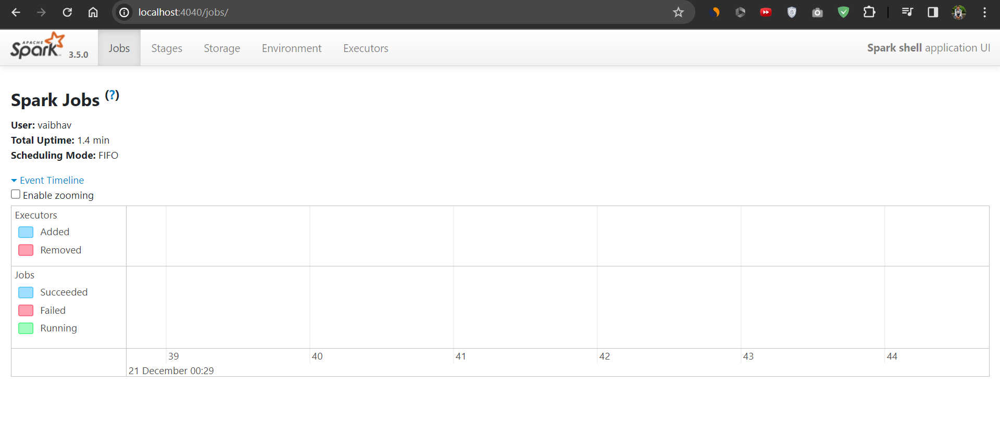 localhost:4040/jobs/
APACHE
Spark™ 3.5.0 Jobs Stages Storage Environment Executors Spark shell application UI
Spark Jobs (?)
User: vaibhav
Total Uptime: 1.4 min
Scheduling Mode: FIFO
Event Timeline
Enable zooming
Executors
Added
Removed
Jobs
Succeeded
Failed
Running
39 40 41 42 43 44
21 December 00:29